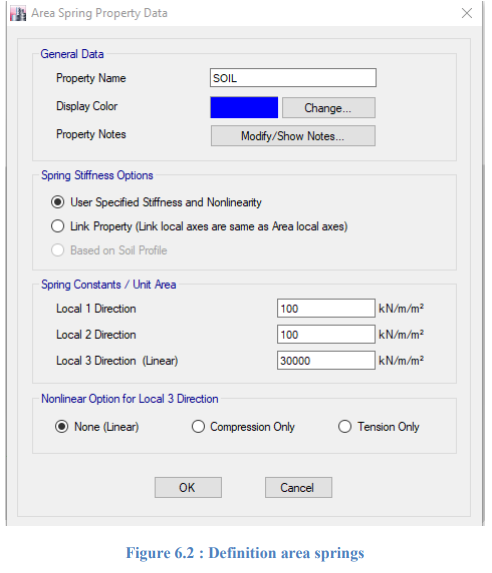 Area Spring Property Data
General Data
Property Name SOIL
Display Color Change...
Property Notes Modify/Show Notes...
Spring Stiffness Options
User Specified Stiffness and Nonlinearity
Link Property (Link local axes are same as Area local axes)
Based on Soil Profile
Spring Constants / Unit Area
Local 1 Direction 100 kN/m/m²
Local 2 Direction 100 kN/m/m²
Local 3 Direction (Linear) 30000 kN/m/m²
Nonlinear Option for Local 3 Direction
None (Linear) Compression Only Tension Only
OK Cancel
Figure 6.2 : Definition area springs